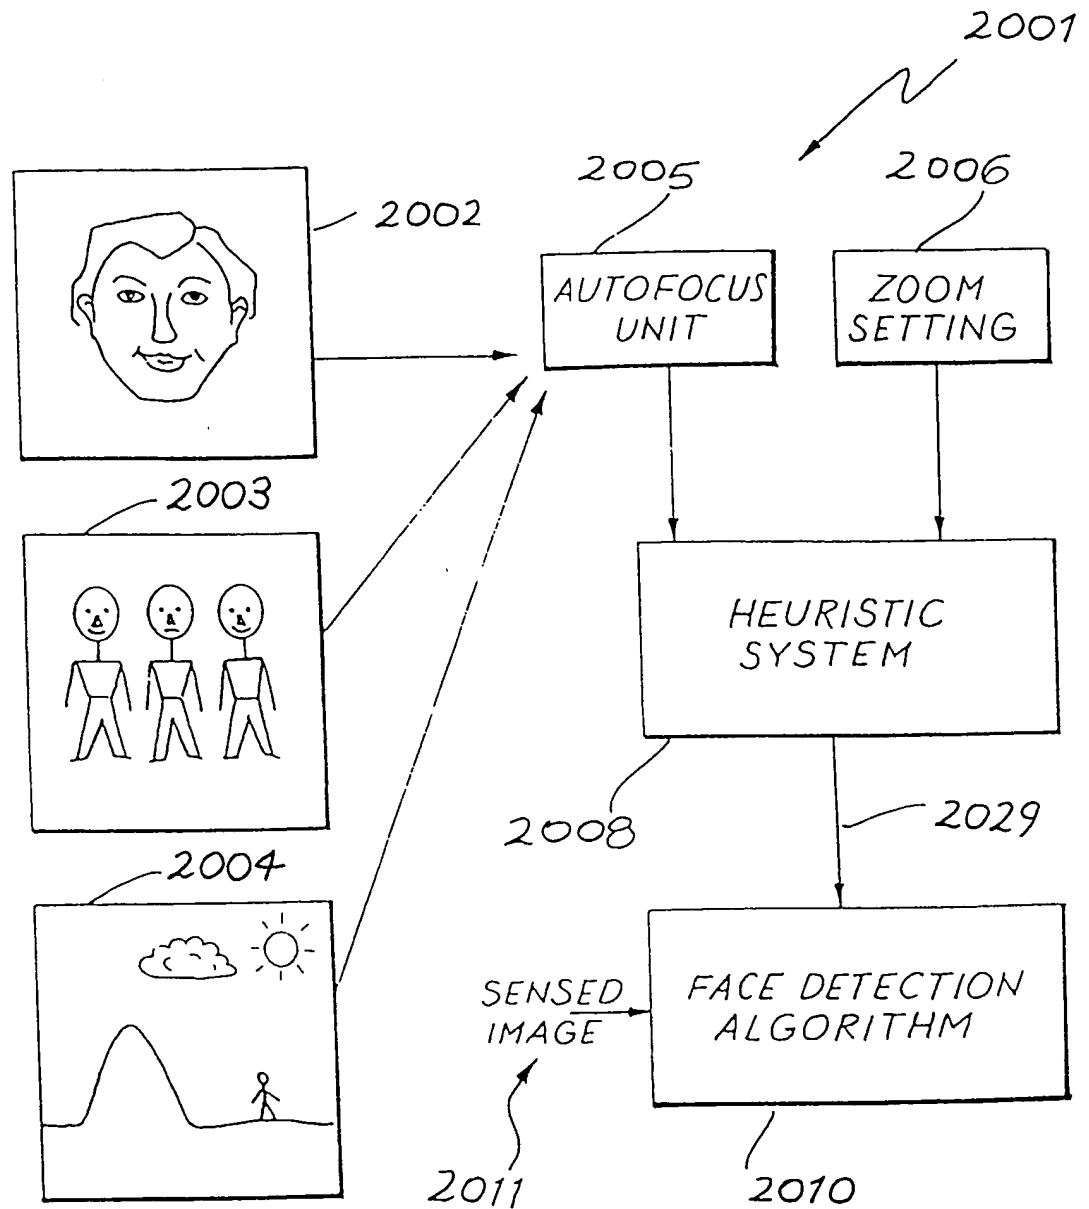 2001
2005
2006
2002
AUTOFOCUS
UNIT
ZOOM
SETTING
2003
HEURISTIC
SYSTEM
2008
2029
2004
SENSED
IMAGE
FACE DETECTION
ALGORITHM
2011
2010